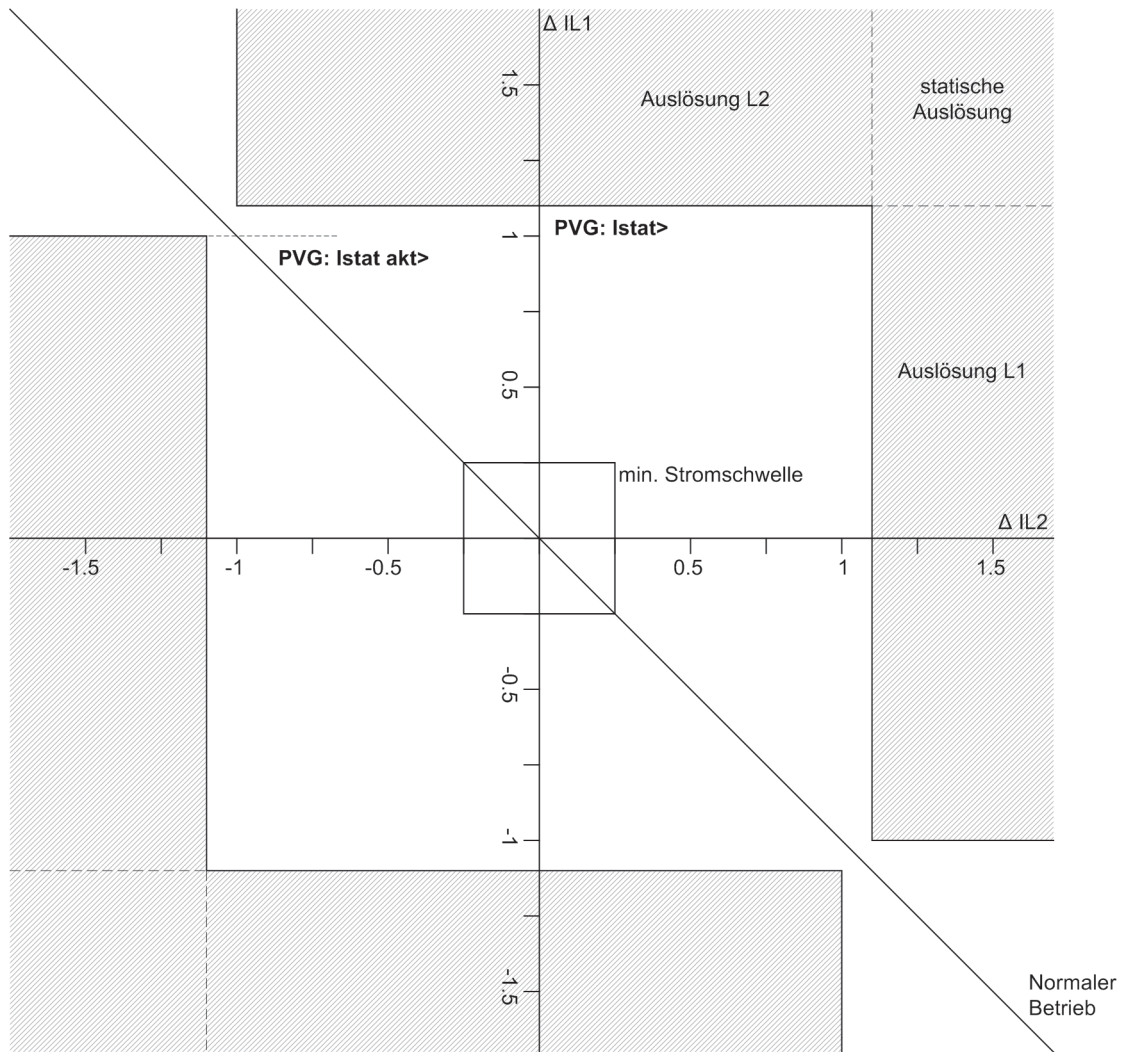 Δ IL1
1.5
Auslösung L2
statische
Auslösung
PVG: Istat>
1
PVG: Istat akt>
Auslösung L1
0.5
min. Stromschwelle
Δ IL2
-1.5
-1
-0.5
0.5
1
1.5
-0.5
-1
-1.5
Normaler
Betrieb